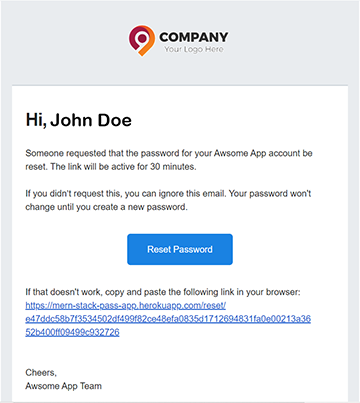 COMPANY
Your Logo Here
Hi, John Doe
Someone requested that the password for your Awsome App account be
reset. The link will be active for 30 minutes.
If you didn't request this, you can ignore this email. Your password won't
change until you create a new password.
Reset Password
If that doesn't work, copy and paste the following link in your browser:
https://mern-stack-pass-app.herokuapp.com/reset/
e47ddc58b7f3534502df499f82ce48efa0835d1712694831fa0e00213a36
52b400ff09499c932726
Cheers,
Awsome App Team